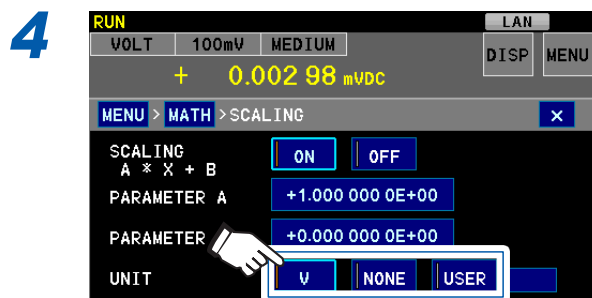 4
RUN LAN
VOLT 100mV MEDIUM
DISP MENU
+ 0.002 98 mVDC
MENU > MATH >SCALING ×
SCALING ON OFF
A * X + B
PARAMETER A +1.000 000 0E+00
PARAMETER +0.000 000 0E+00
UNIT V NONE USER